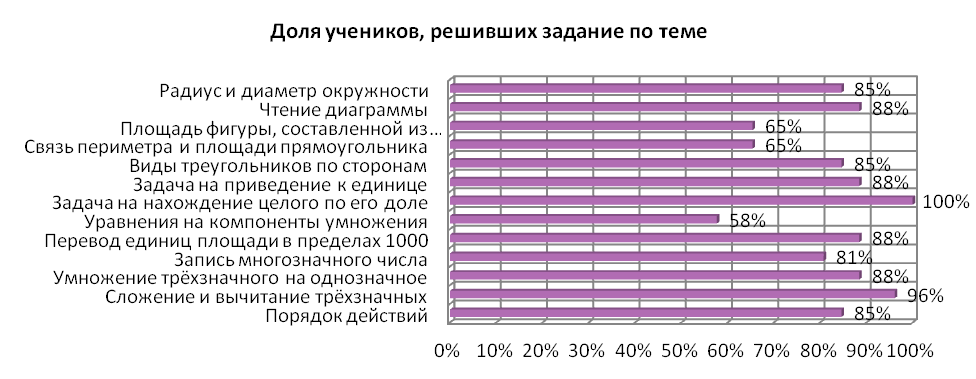 Доля учеников, решивших задание по теме
Радиус и диаметр окружности 85%
Чтение диаграммы 88%
Площадь фигуры, составленной из... 65%
Связь периметра и площади прямоугольника 65%
Виды треугольников по сторонам 85%
Задача на приведение к единице 88%
Задача на нахождение целого по его доле 100%
Уравнения на компоненты умножения 58%
Перевод единиц площади в пределах 1000 88%
Запись многозначного числа 81%
Умножение трёхзначного на однозначное 88%
Сложение и вычитание трёхзначных 96%
Порядок действий 85%
0% 10% 20% 30% 40% 50% 60% 70% 80% 90% 100%